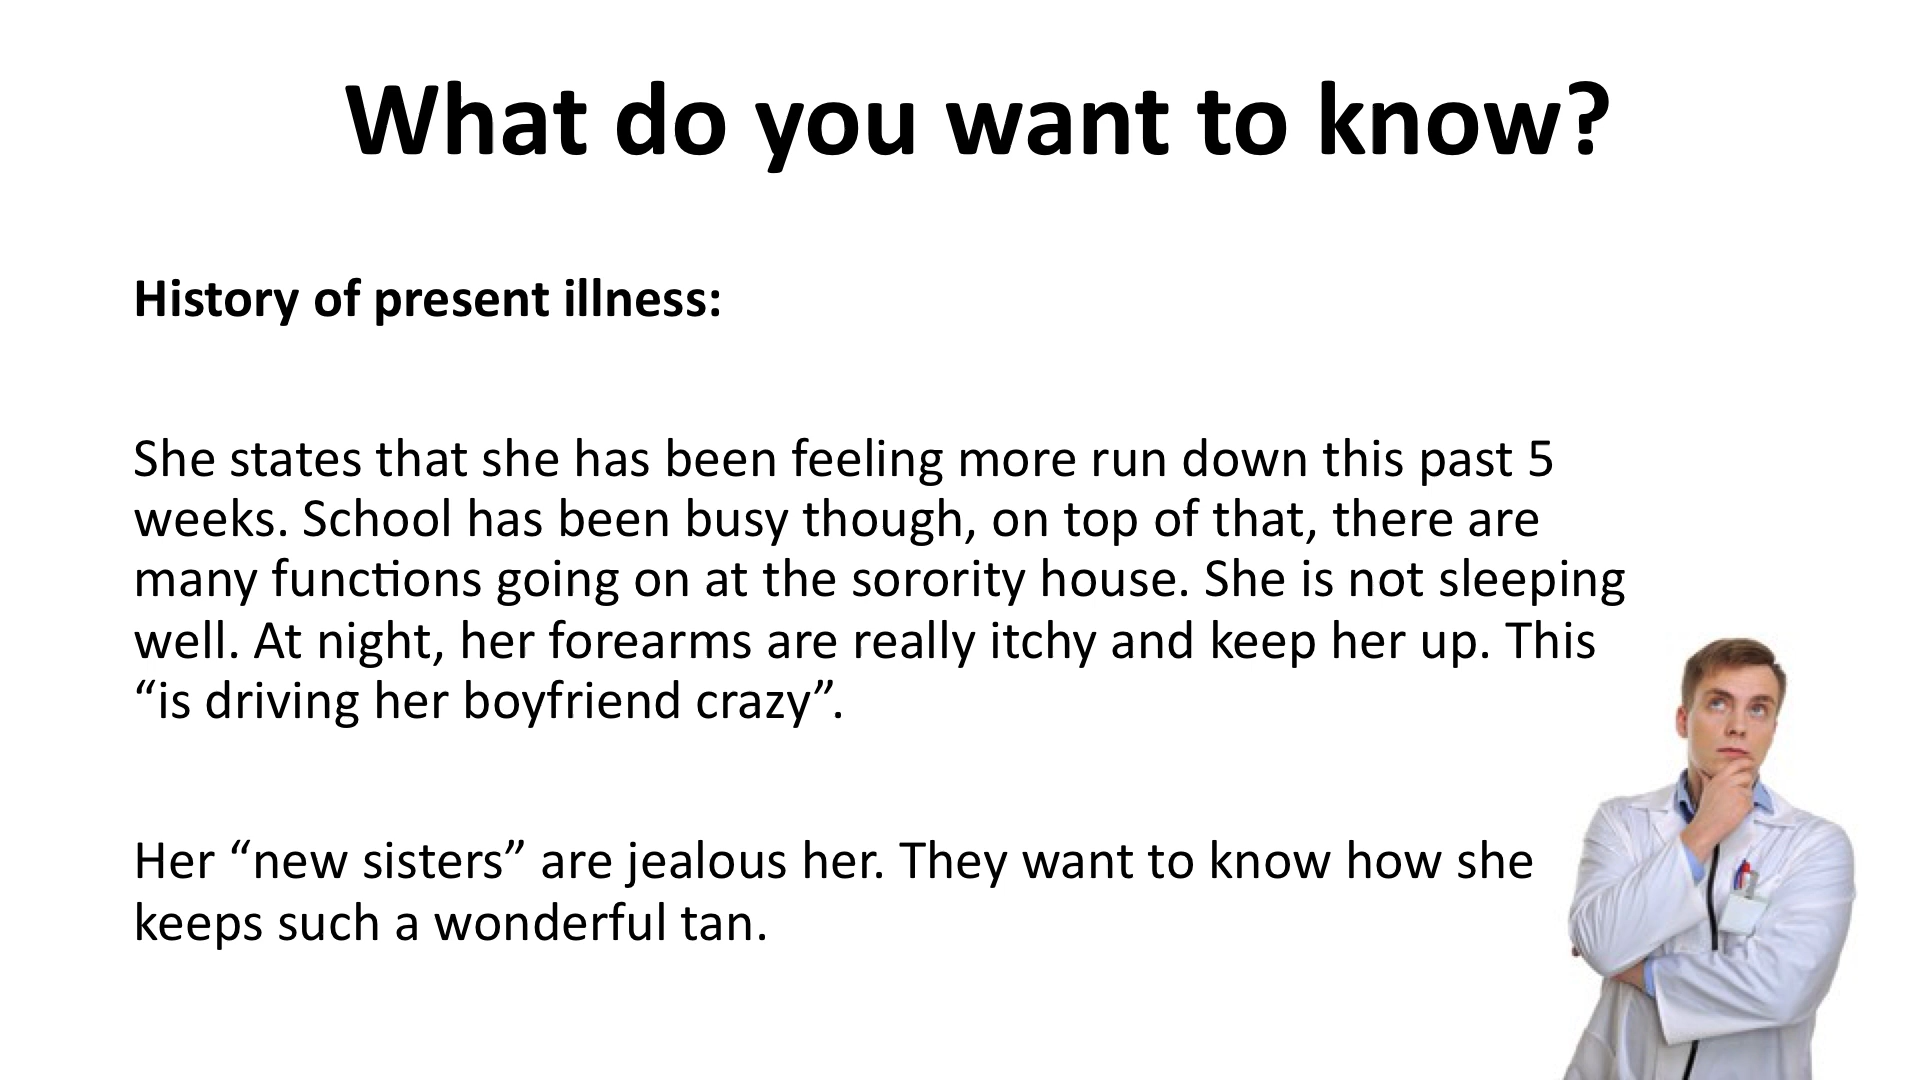 What do you want to know?
History of present illness:
She states that she has been feeling more run down this past 5
weeks. School has been busy though, on top of that, there are
many functions going on at the sorority house. She is not sleeping
well. At night, her forearms are really itchy and keep her up. This
“is driving her boyfriend crazy”.
Her “new sisters” are jealous her. They want to know how she
keeps such a wonderful tan.